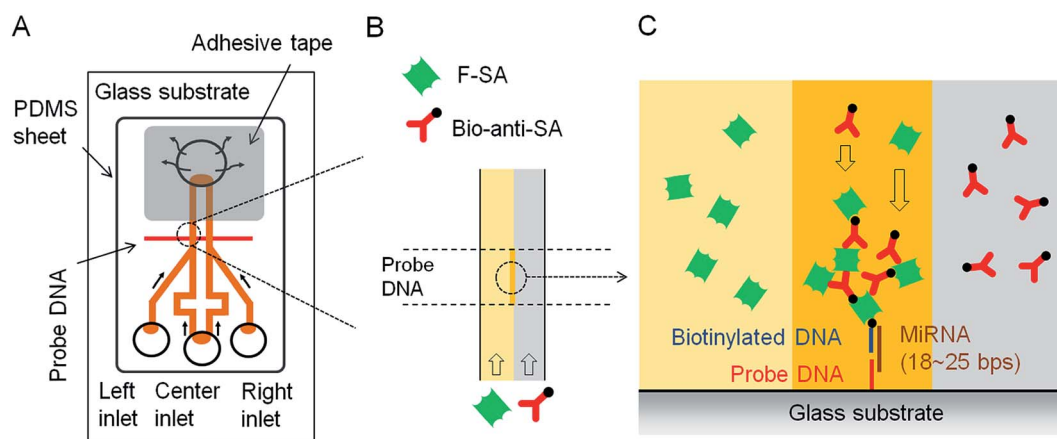 A
Adhesive tape
Glass substrate
PDMS
sheet
Probe DNA
Left
inlet
Center
inlet
Right
inlet
B
F-SA
Bio-anti-SA
Probe
DNA
C
Biotinylated DNA
MiRNA
(18~25 bps)
Probe DNA
Glass substrate